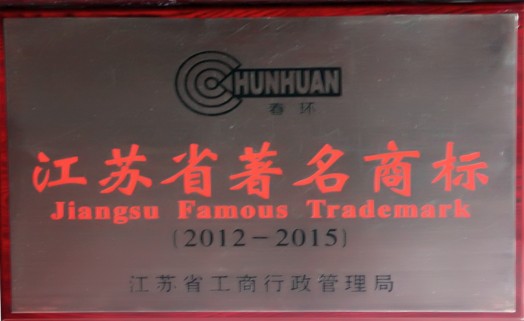 CHUNHUAN
春环
江苏省著名商标
Jiangsu Famous Trademark
(2012-2015)
江苏省工商行政管理局